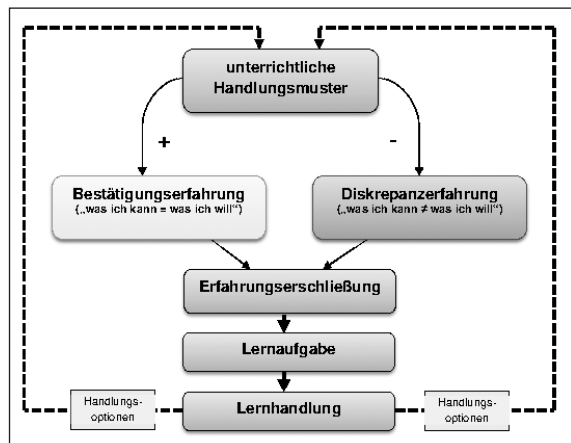 unterrichtliche
Handlungsmuster
+
-
Bestätigungserfahrung
(„was ich kann = was ich will“)
Diskrepanzerfahrung
(„was ich kann ≠ was ich will“)
Erfahrungserschließung
Lernaufgabe
Handlungs-
optionen
Lernhandlung
Handlungs-
optionen